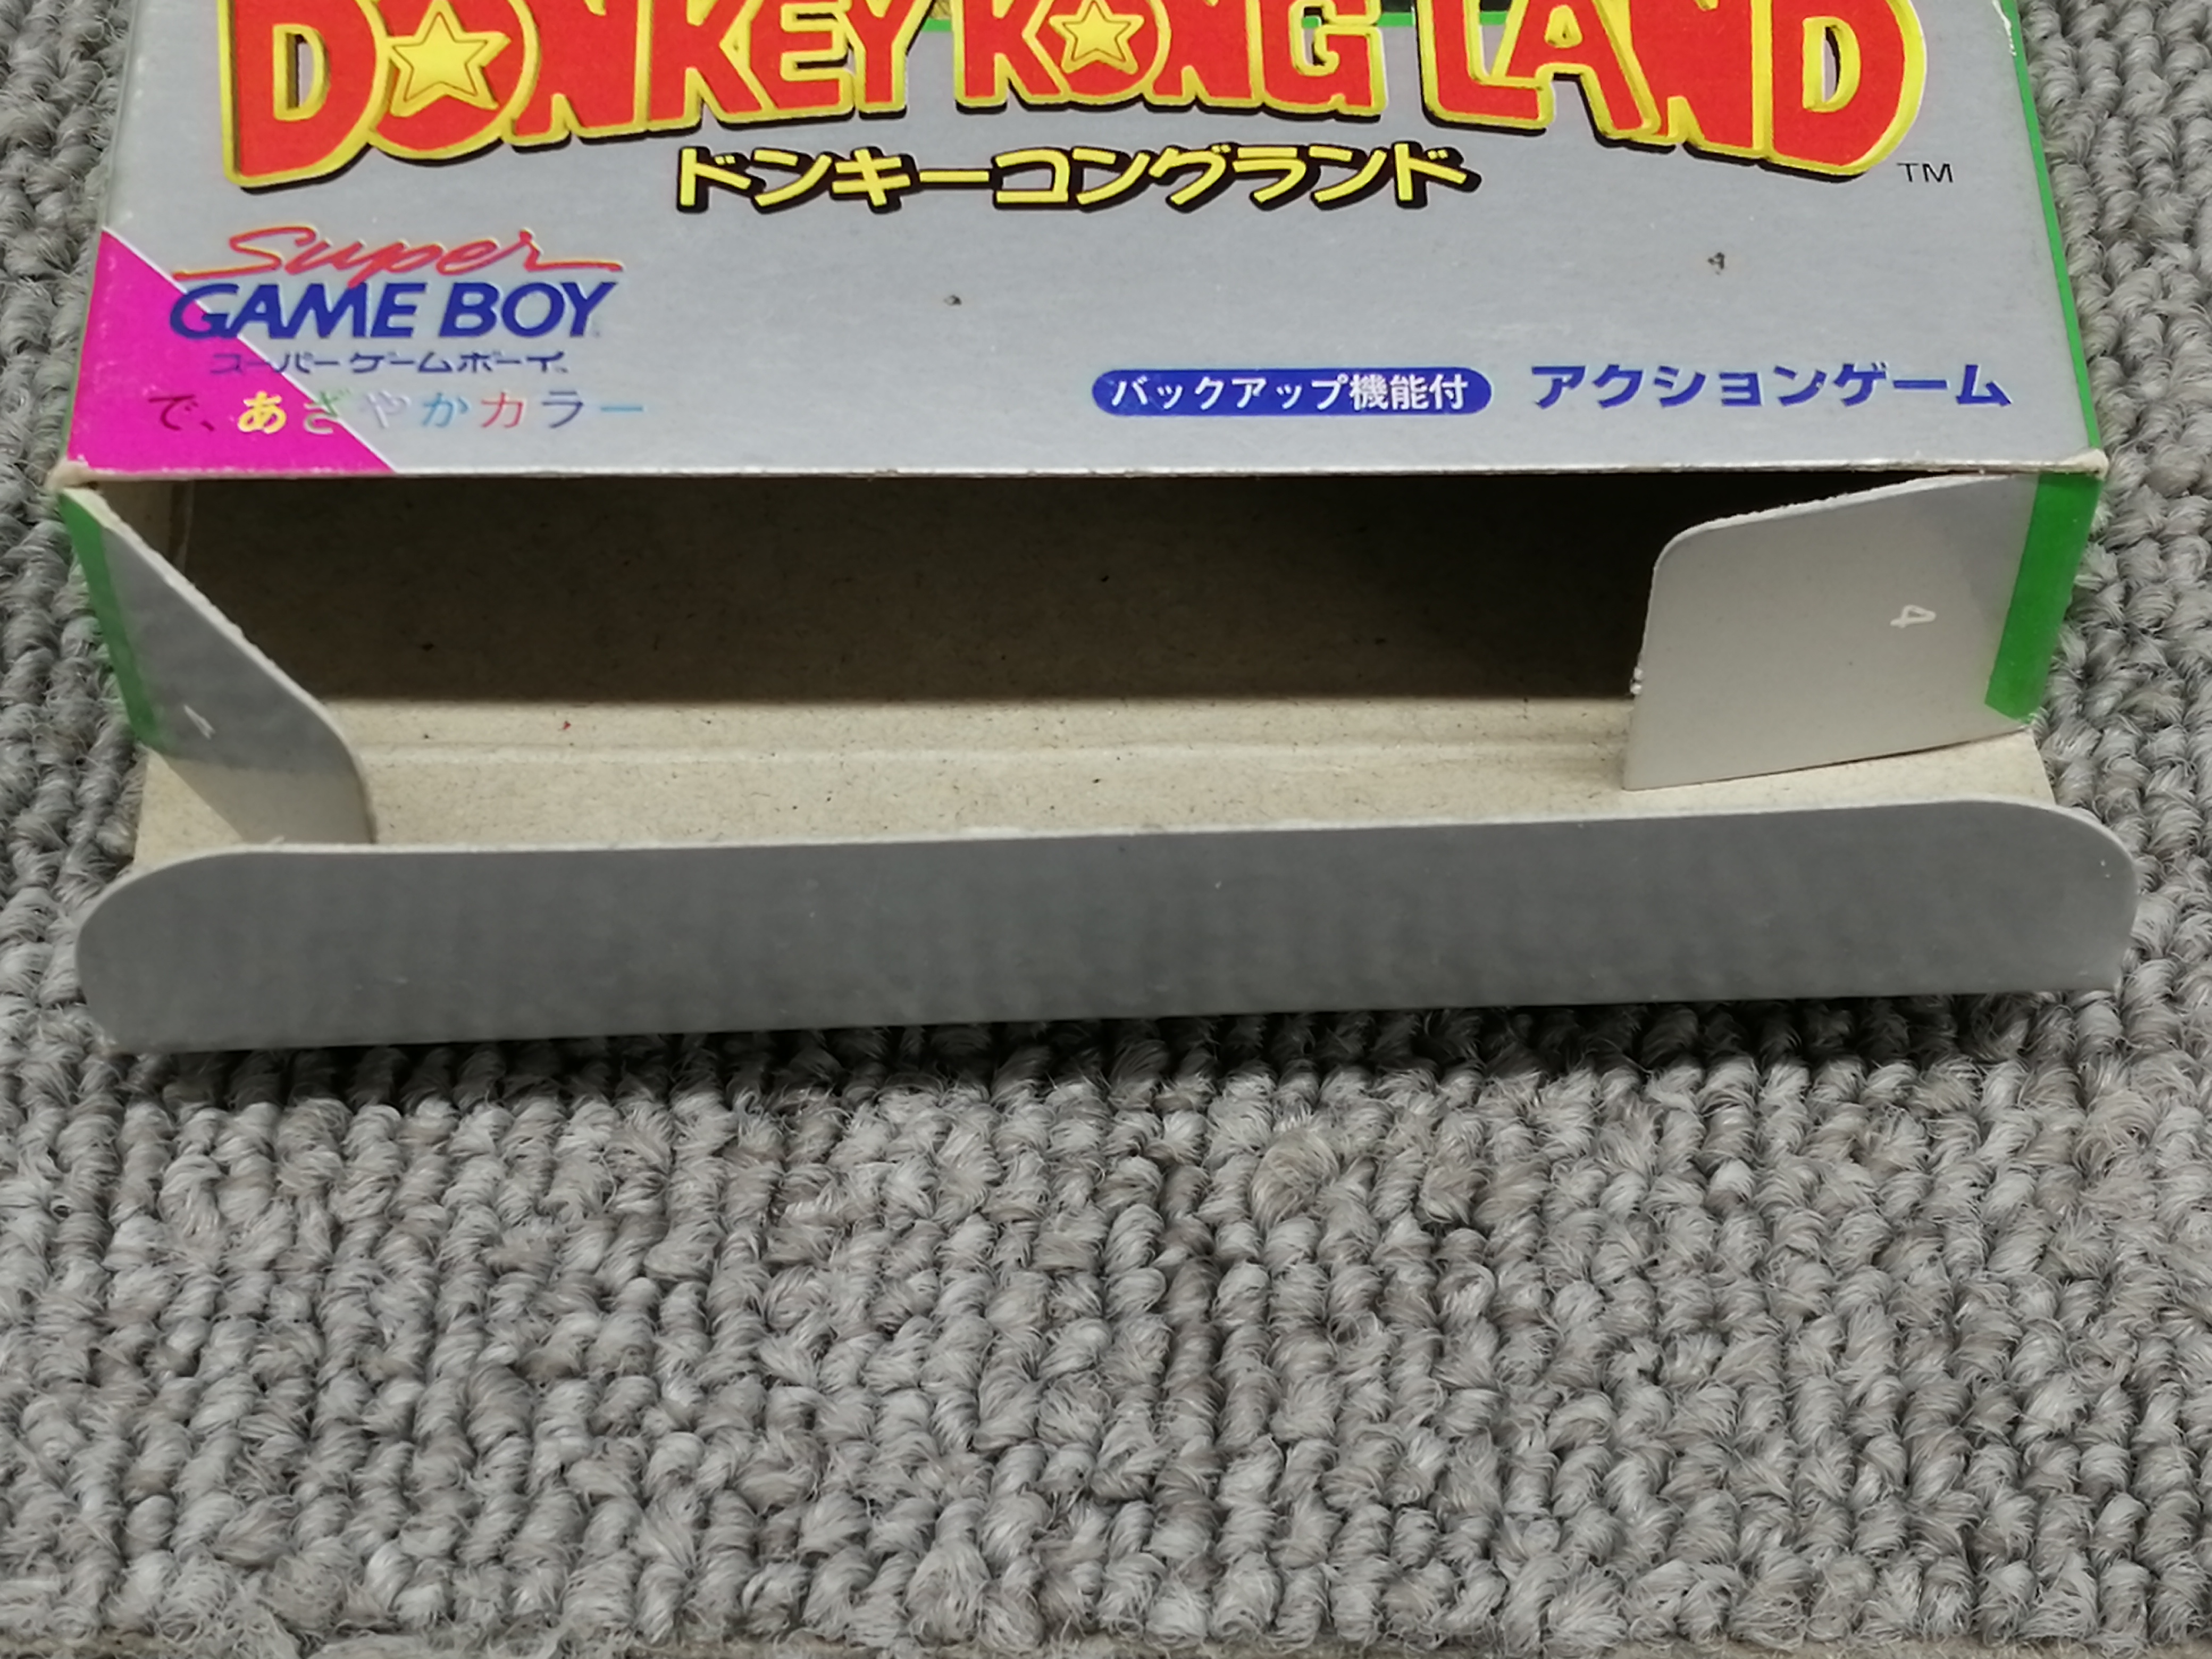 DONKEY KONG LAND
TM
ドンキーコングランド
Super
GAME BOY
スーパーゲームボーイ
で、あざやかカラー
バックアップ機能付
アクションゲーム
4